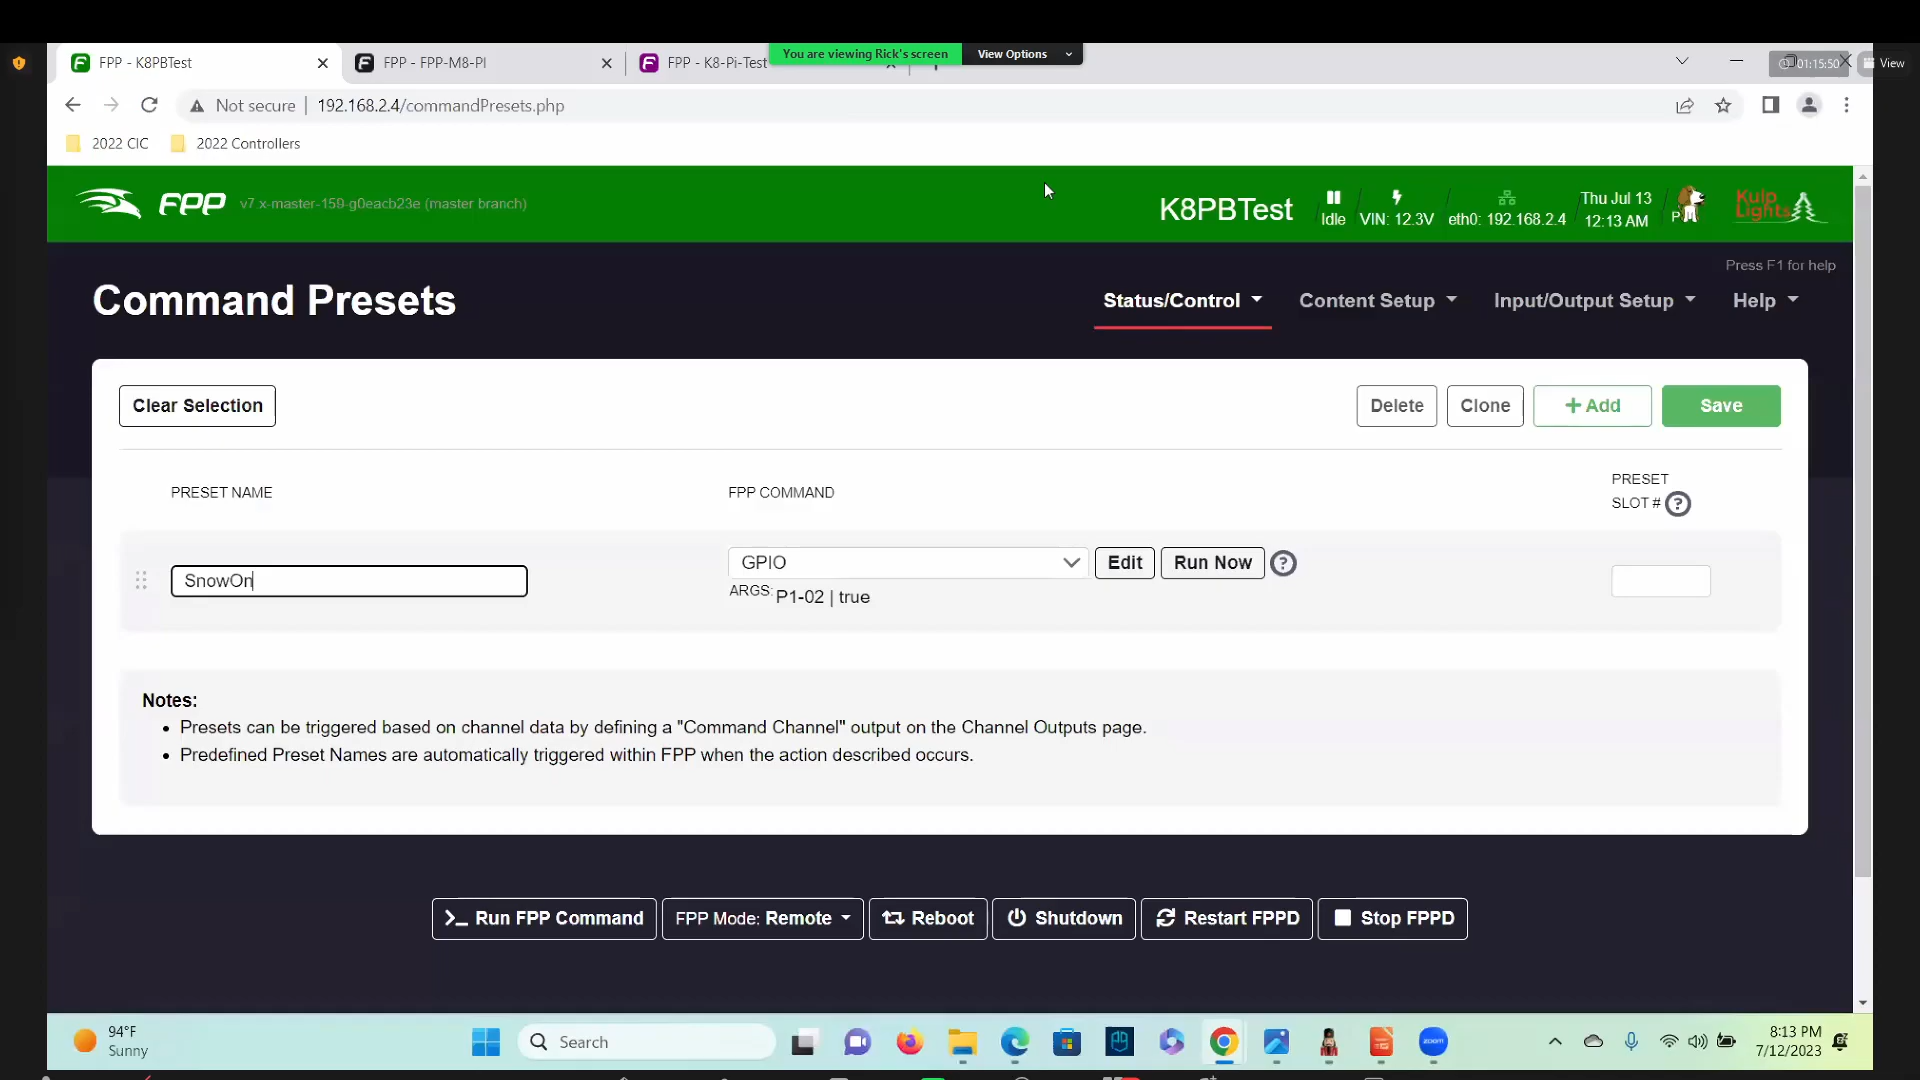 FPP - K8PBTest
FPP - FPP-M8-PI
FPP - K8-Pi-Test
You are viewing Rick's screen
View Options
01:15:50
View
Not secure
192.168.2.4/commandPresets.php
2022 CIC
2022 Controllers
FPP
v7.x-master-159-g0eacb23e (master branch)
K8PBTest
Idle
VIN: 12.3V
eth0: 192.168.2.4
Thu Jul 13
12:13 AM
Kulp
Lights
Press F1 for help
Command Presets
Status/Control
Content Setup
Input/Output Setup
Help
Clear Selection
Delete
Clone
+ Add
Save
PRESET NAME
FPP COMMAND
PRESET
SLOT # ?
SnowOn
GPIO
Edit
Run Now
?
ARGS: P1-02 | true
Notes:
• Presets can be triggered based on channel data by defining a "Command Channel" output on the Channel Outputs page.
• Predefined Preset Names are automatically triggered within FPP when the action described occurs.
Run FPP Command
FPP Mode: Remote
Reboot
Shutdown
Restart FPPD
Stop FPPD
94°F
Sunny
Search
zoom
8:13 PM
7/12/2023